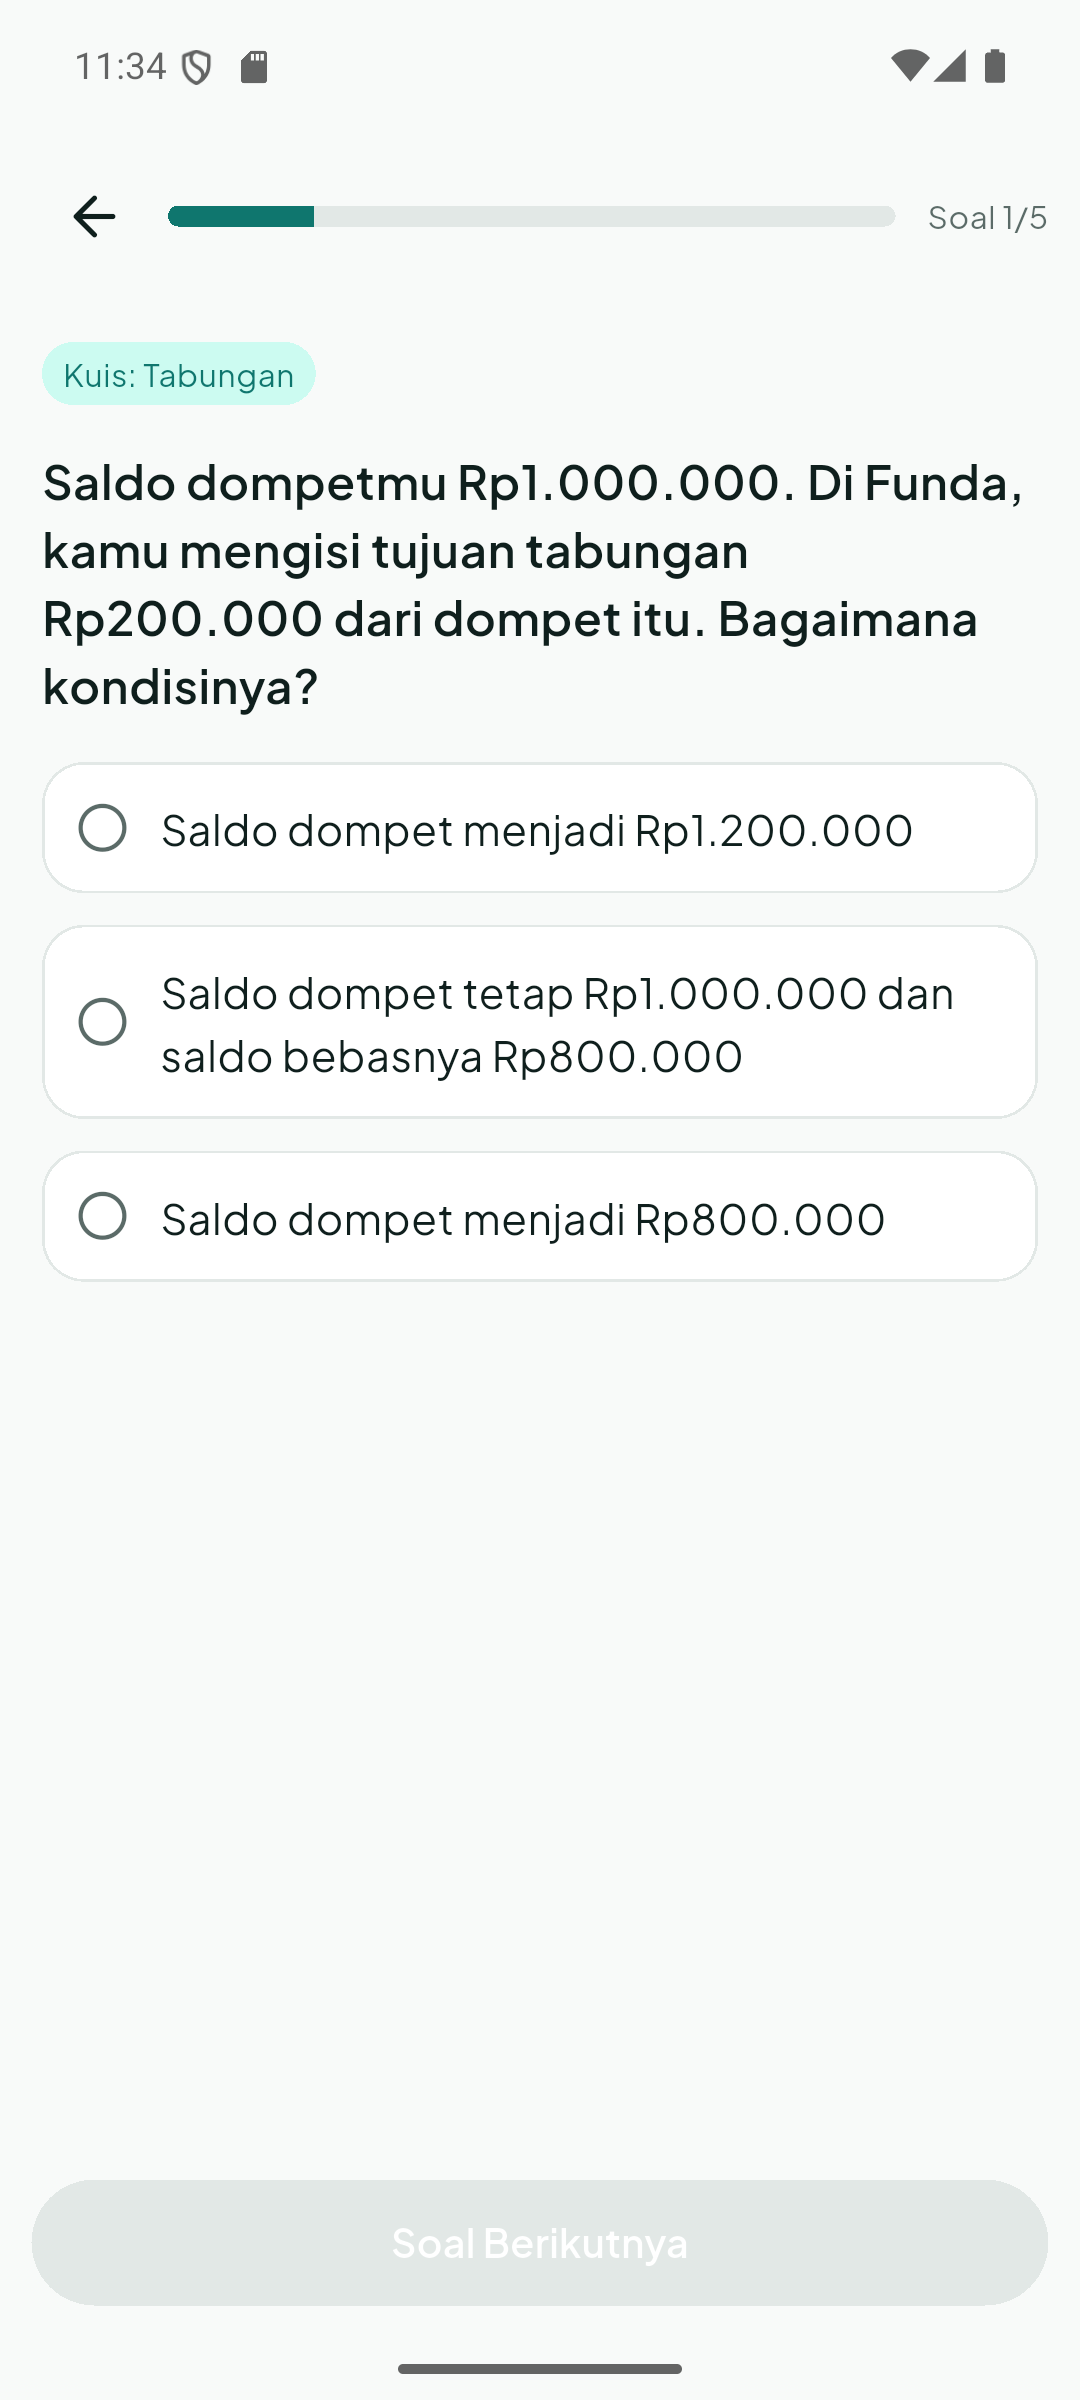 11:34
Soal 1/5
Kuis: Tabungan
Saldo dompetmu Rp1.000.000. Di Funda,
kamu mengisi tujuan tabungan
Rp200.000 dari dompet itu. Bagaimana
kondisinya?
Saldo dompet menjadi Rp1.200.000
Saldo dompet tetap Rp1.000.000 dan
saldo bebasnya Rp800.000
Saldo dompet menjadi Rp800.000
Soal Berikutnya